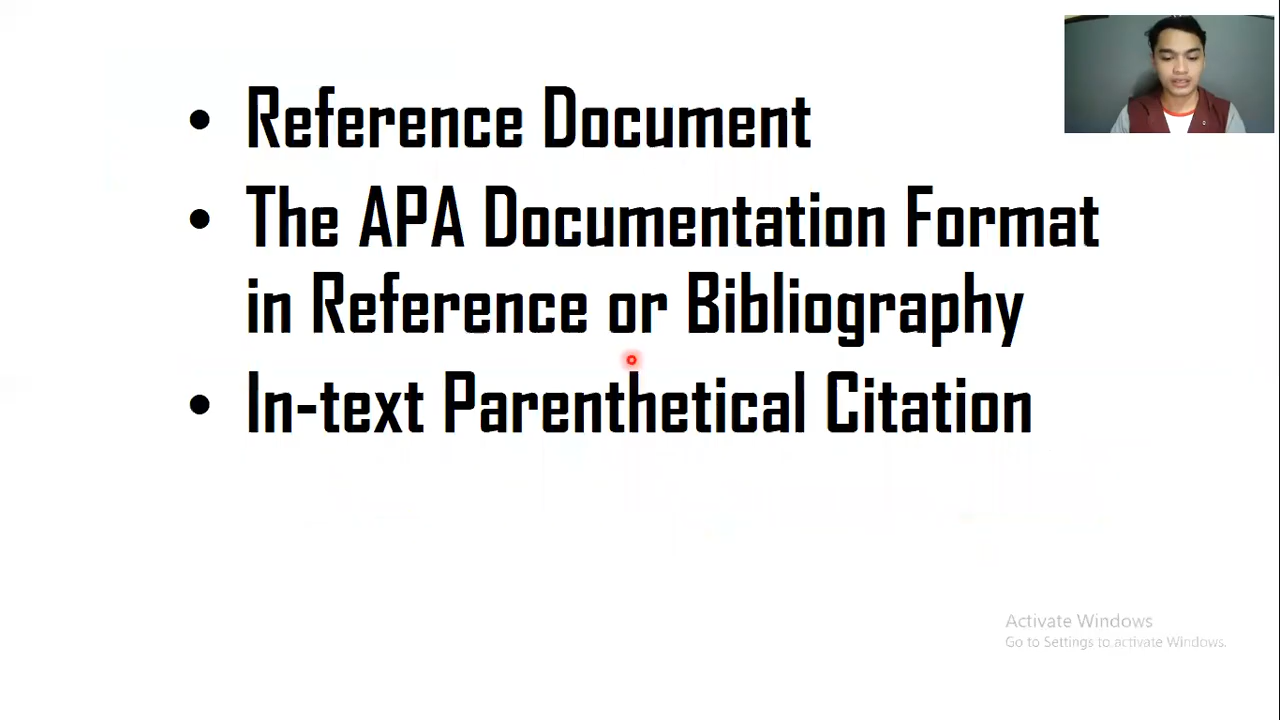 • Reference Document
• The APA Documentation Format
in Reference or Bibliography
• In-text Parenthetical Citation
Activate Windows
Go to Settings to activate Windows.